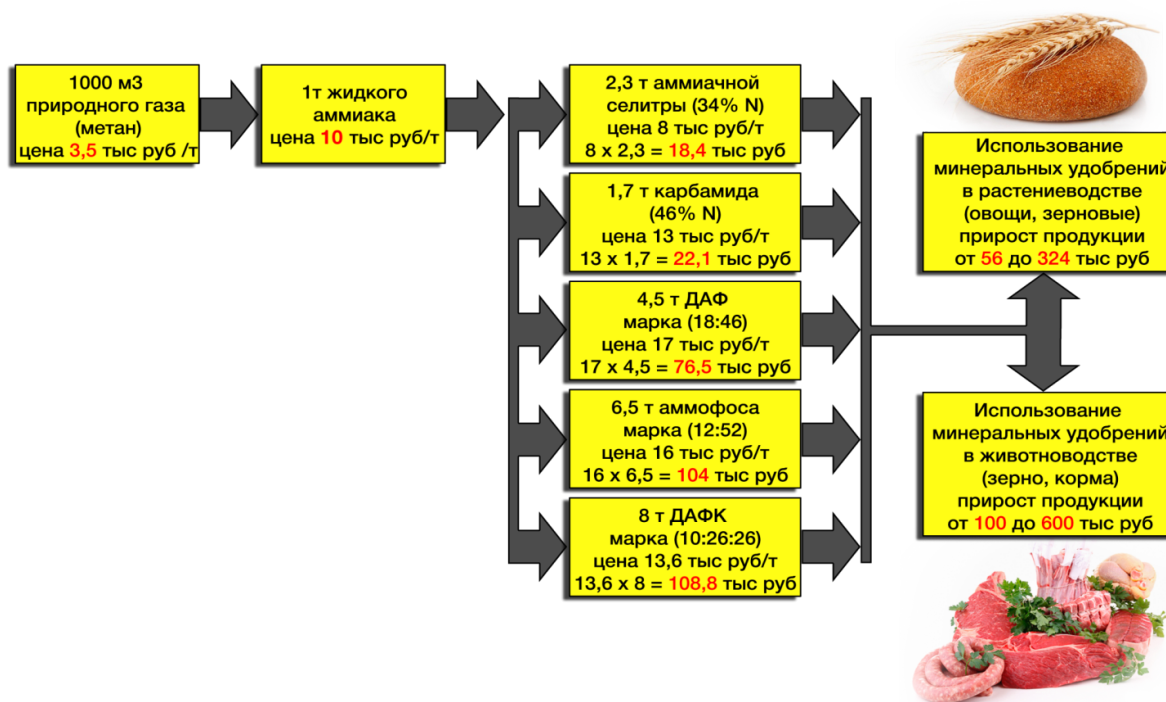 1000 м3
природного газа
(метан)
цена 3,5 тыс руб /т
1т жидкого
аммиака
цена 10 тыс руб/т
2,3 т аммиачной
селитры (34% N)
цена 8 тыс руб/т
8 x 2,3 = 18,4 тыс руб
1,7 т карбамида
(46% N)
цена 13 тыс руб/т
13 x 1,7 = 22,1 тыс руб
4,5 т ДАФ
марка (18:46)
цена 17 тыс руб/т
17 x 4,5 = 76,5 тыс руб
6,5 т аммофоса
марка (12:52)
цена 16 тыс руб/т
16 x 6,5 = 104 тыс руб
8 т ДАФК
марка (10:26:26)
цена 13,6 тыс руб/т
13,6 x 8 = 108,8 тыс руб
Использование
минеральных удобрений
в растениеводстве
(овощи, зерновые)
прирост продукции
от 56 до 324 тыс руб
Использование
минеральных удобрений
в животноводстве
(зерно, корма)
прирост продукции
от 100 до 600 тыс руб